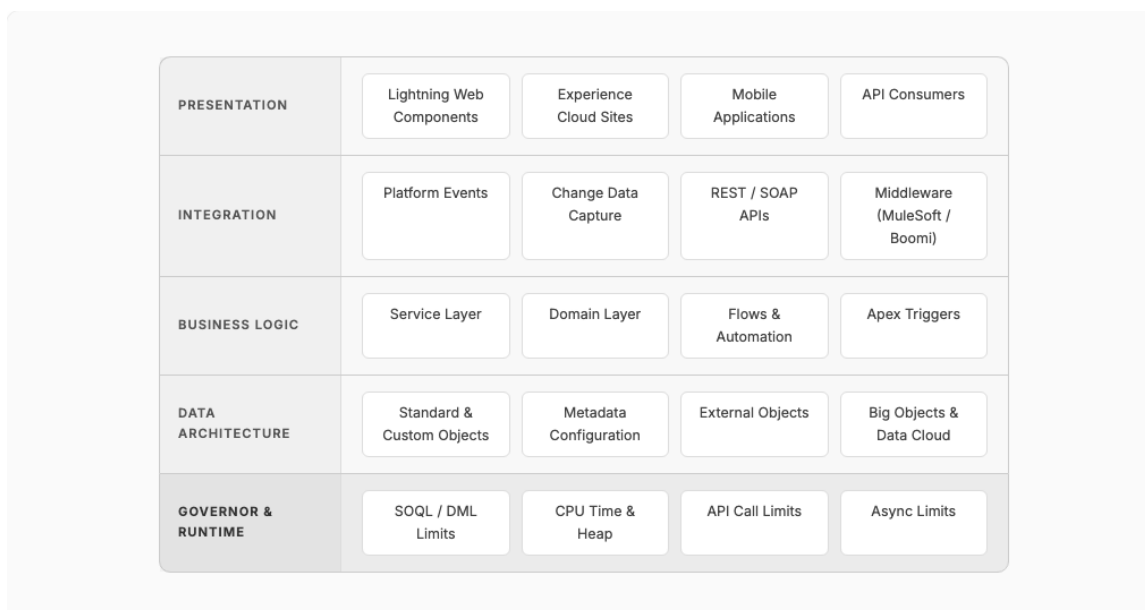 PRESENTATION
Lightning Web
Components
Experience
Cloud Sites
Mobile
Applications
API Consumers
INTEGRATION
Platform Events
Change Data
Capture
REST / SOAP
APIs
Middleware
(MuleSoft /
Boomi)
BUSINESS LOGIC
Service Layer
Domain Layer
Flows &
Automation
Apex Triggers
DATA
ARCHITECTURE
Standard &
Custom Objects
Metadata
Configuration
External Objects
Big Objects &
Data Cloud
GOVERNOR &
RUNTIME
SOQL / DML
Limits
CPU Time &
Heap
API Call Limits
Async Limits